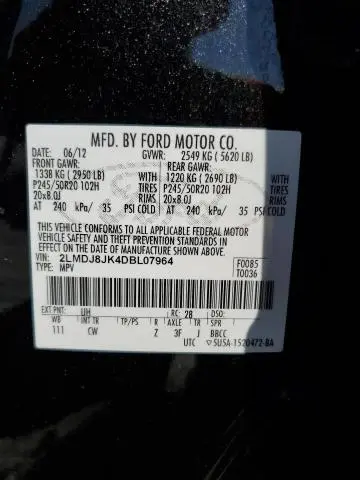 MFD. BY FORD MOTOR CO.
DATE: 06/12 GVWR: 2549 KG ( 5620 LB)
FRONT GAWR: REAR GAWR:
1338 KG ( 2950 LB) 1220 KG ( 2690 LB)
P245/50R20 102H WITH TIRES P245/50R20 102H
20x8.0J RIMS 20x8.0J
AT 240 kPa/ 35 PSI COLD AT 240 kPa/ 35 PSI COLD
THIS VEHICLE CONFORMS TO ALL APPLICABLE FEDERAL MOTOR
VEHICLE SAFETY AND THEFT PREVENTION STANDARDS IN
EFFECT ON THE DATE OF MANUFACTURE SHOWN ABOVE.
VIN: 2LMDJ8JK4DBL07964
TYPE: MPV
F0085
T0036
EXT PNT: UH RC: 28 DSO:
WB INT TR TP/PS R AXLE TR SPR
111 CW Z 3F J BBCC
UTC 5U5A-1520472-BA